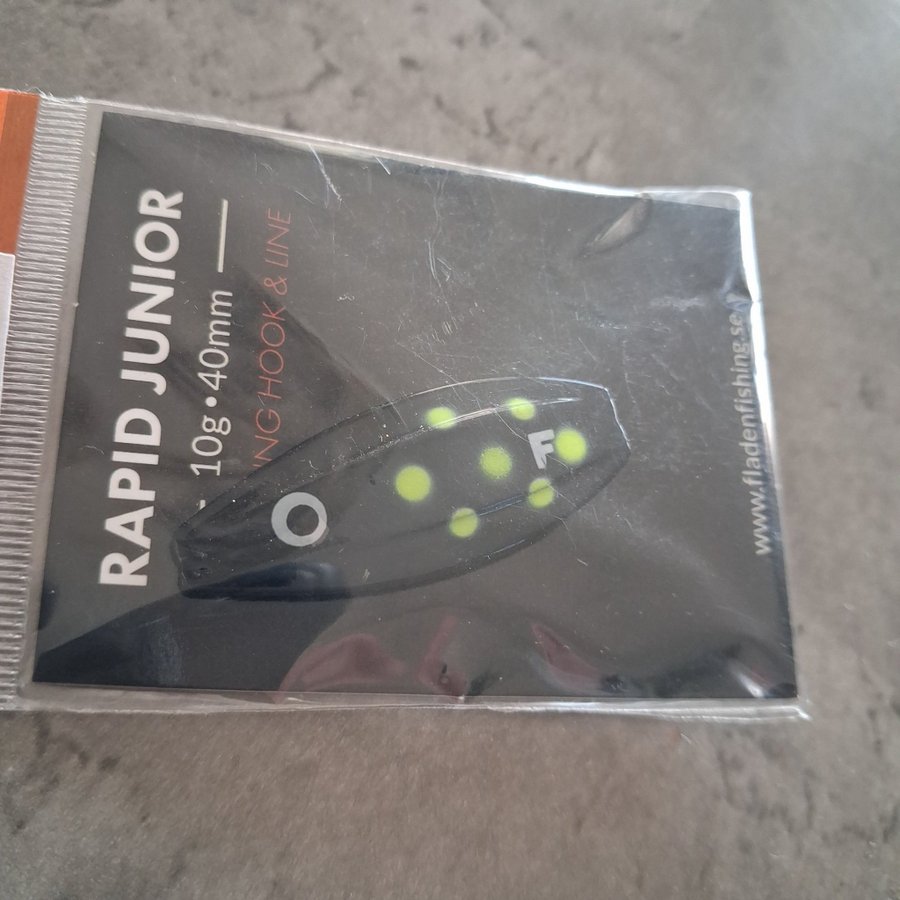 RAPID JUNIOR
10g•40mm
HOOK & LINE
F
www.fladenfishing.se